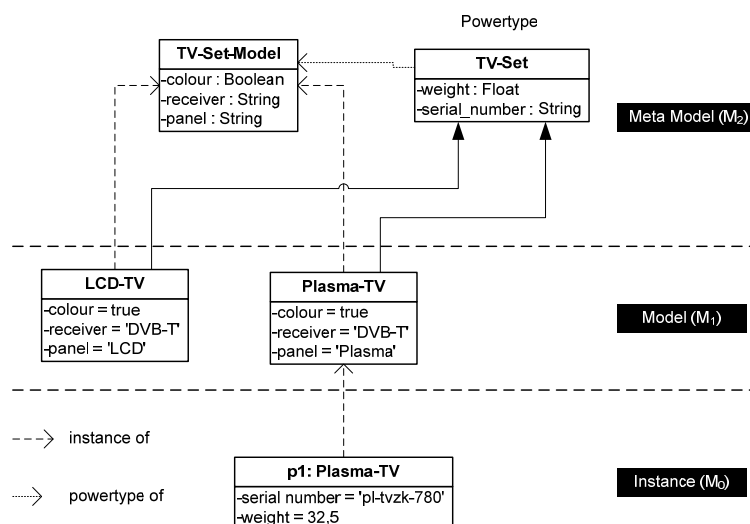 Powertype
TV-Set-Model
-colour : Boolean
-receiver : String
-panel : String
TV-Set
-weight : Float
-serial_number : String
Meta Model (M2)
LCD-TV
-colour = true
-receiver = 'DVB-T'
-panel = 'LCD'
Plasma-TV
-colour = true
-receiver = 'DVB-T'
-panel = 'Plasma'
Model (M1)
instance of
powertype of
p1: Plasma-TV
-serial number = 'pl-tvzk-780'
-weight = 32,5
Instance (M0)